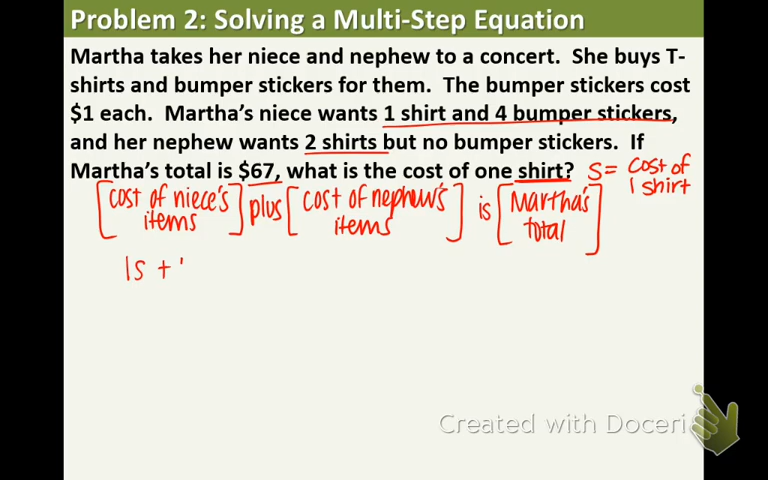 Problem 2: Solving a Multi-Step Equation
Martha takes her niece and nephew to a concert. She buys T-
shirts and bumper stickers for them. The bumper stickers cost
$1 each. Martha's niece wants 1 shirt and 4 bumper stickers,
and her nephew wants 2 shirts but no bumper stickers. If
Martha's total is $67, what is the cost of one shirt? S = cost of
1 shirt
[cost of niece's items] plus [cost of nephew's items] is [Martha's total]
1s +
Created with Doceri